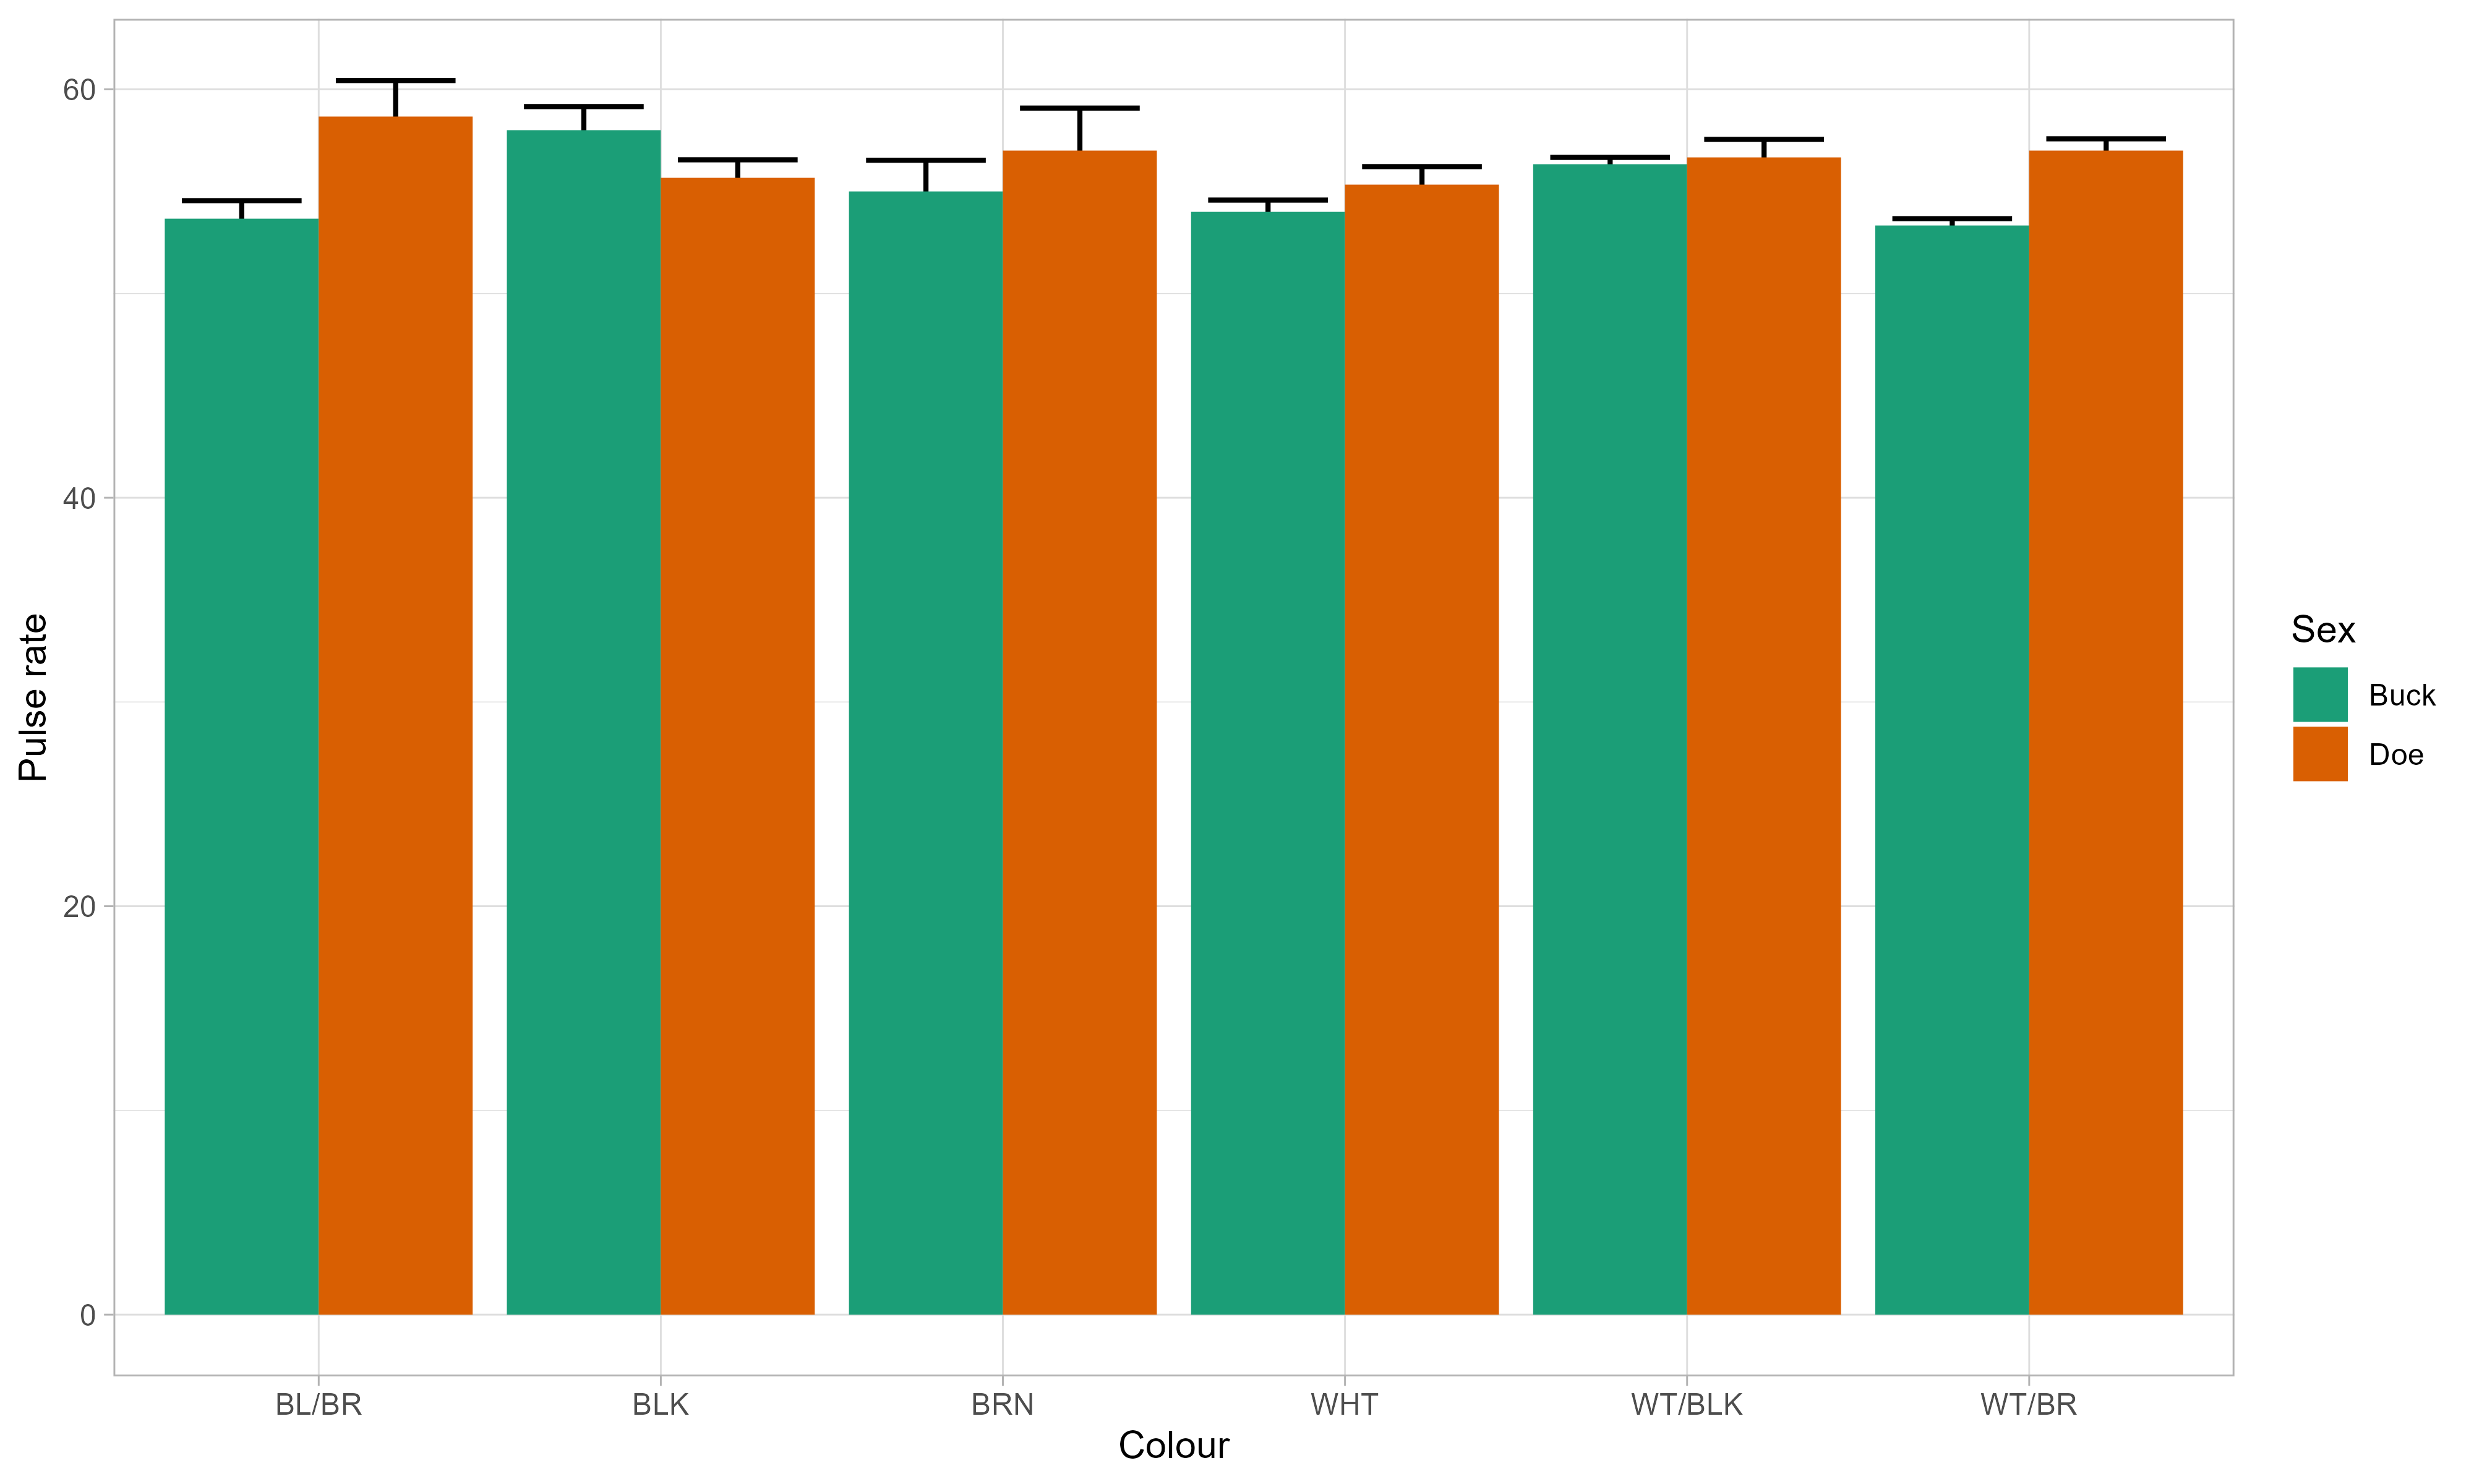 60
40
20
0
Pulse rate
BL/BR
BLK
BRN
WHT
WT/BLK
WT/BR
Colour
Sex
Buck
Doe